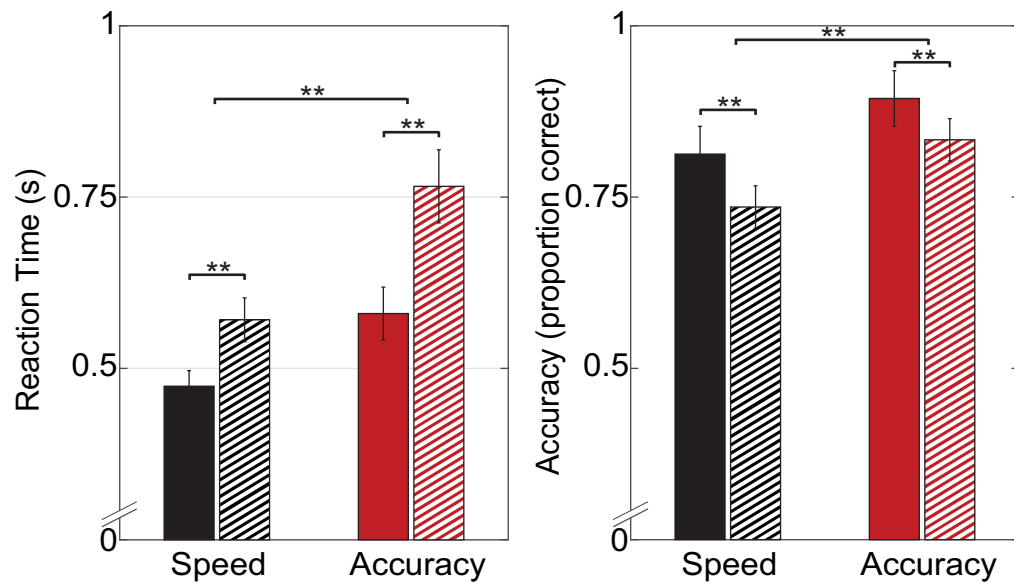 Reaction Time (s)
1
0.75
0.5
0
**
**
**
Speed
Accuracy
Accuracy (proportion correct)
1
0.75
0.5
0
**
**
**
Speed
Accuracy